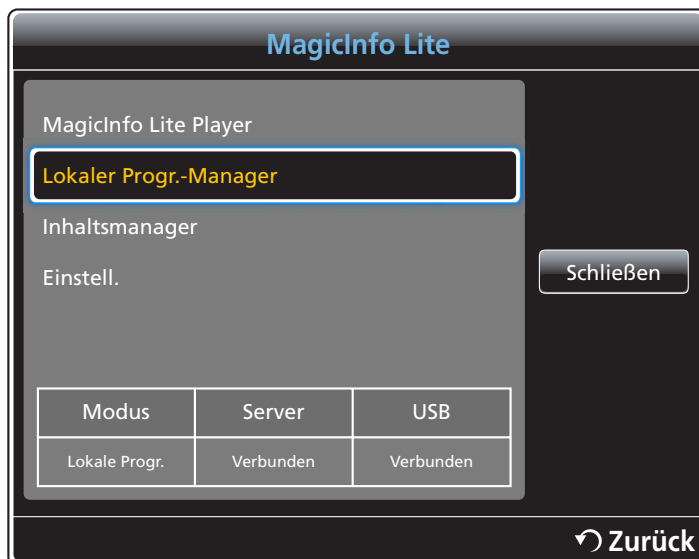 MagicInfo Lite
MagicInfo Lite Player
Lokaler Progr.-Manager
Inhaltsmanager
Einstell.
Schließen
Modus Server USB
Lokale Progr. Verbunden Verbunden
Zurück